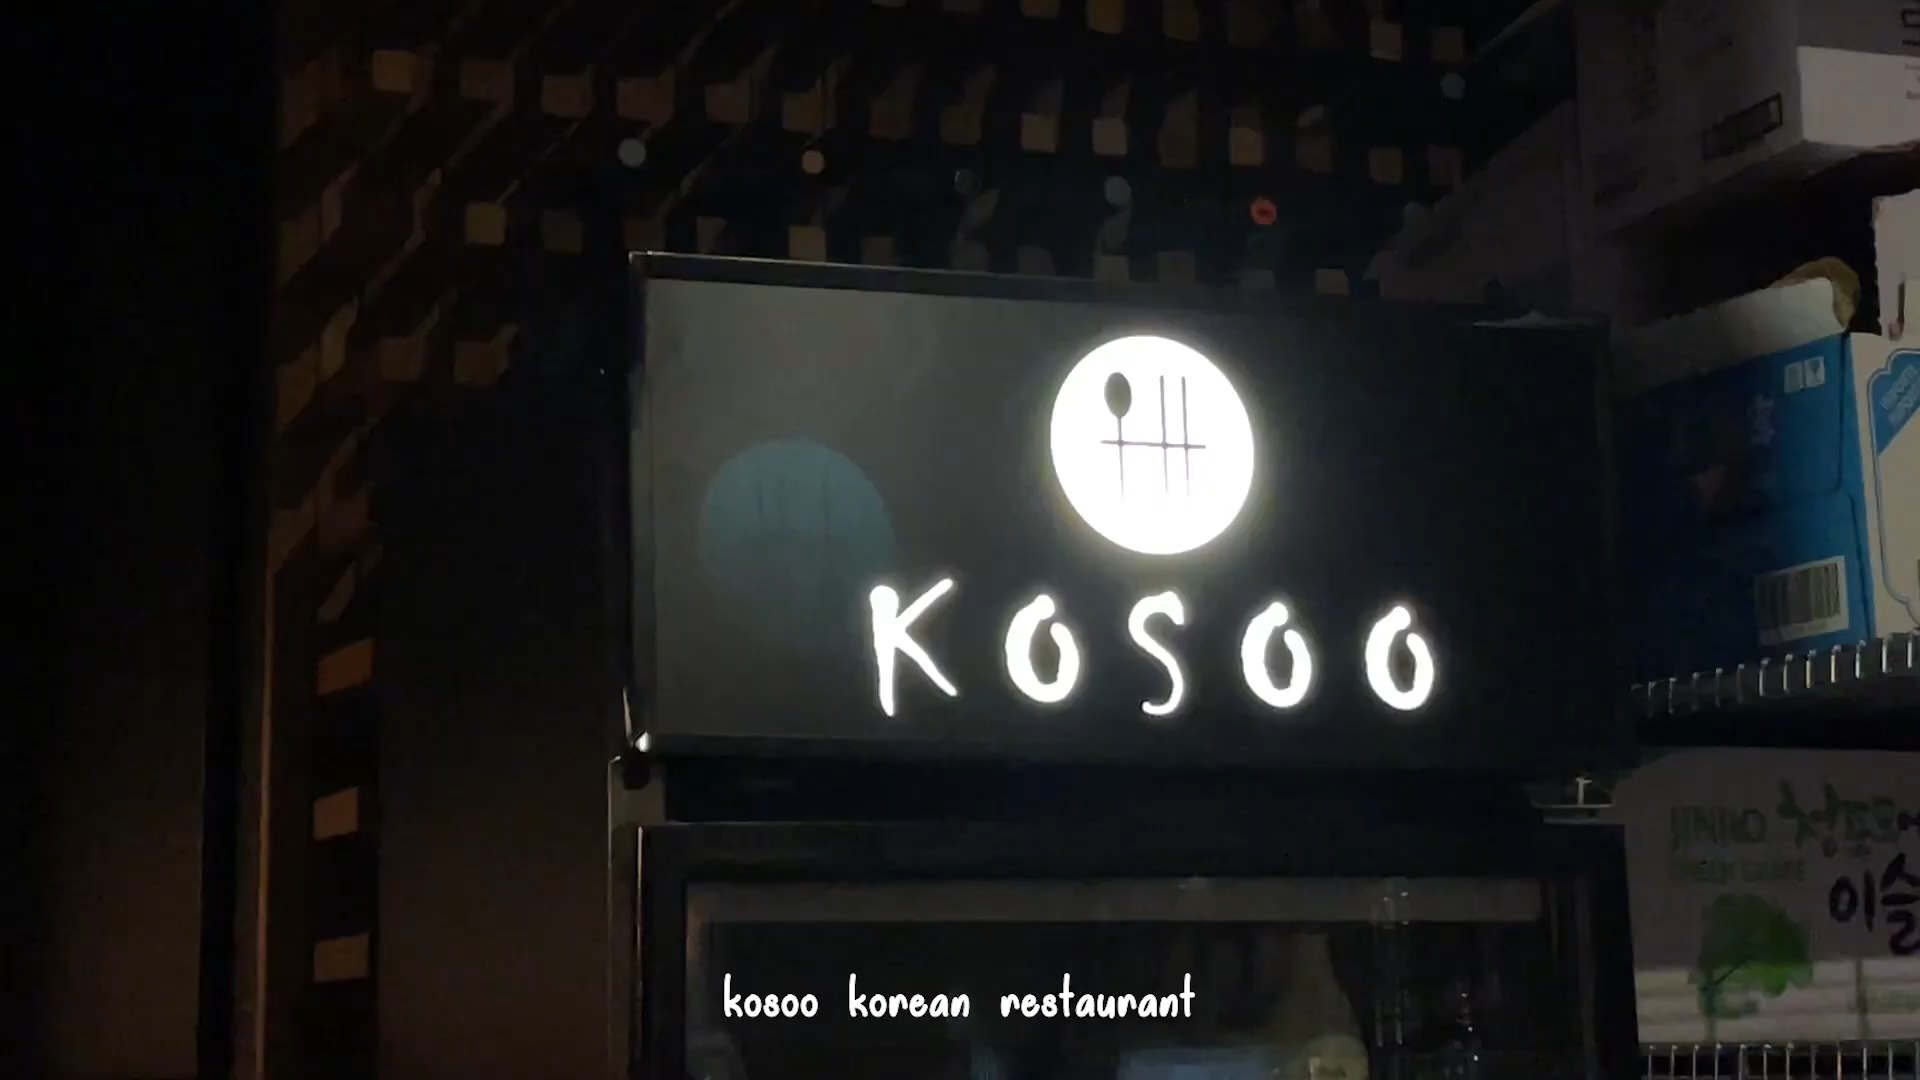 KOSOO
JINRO
이슬
kosoo korean restaurant